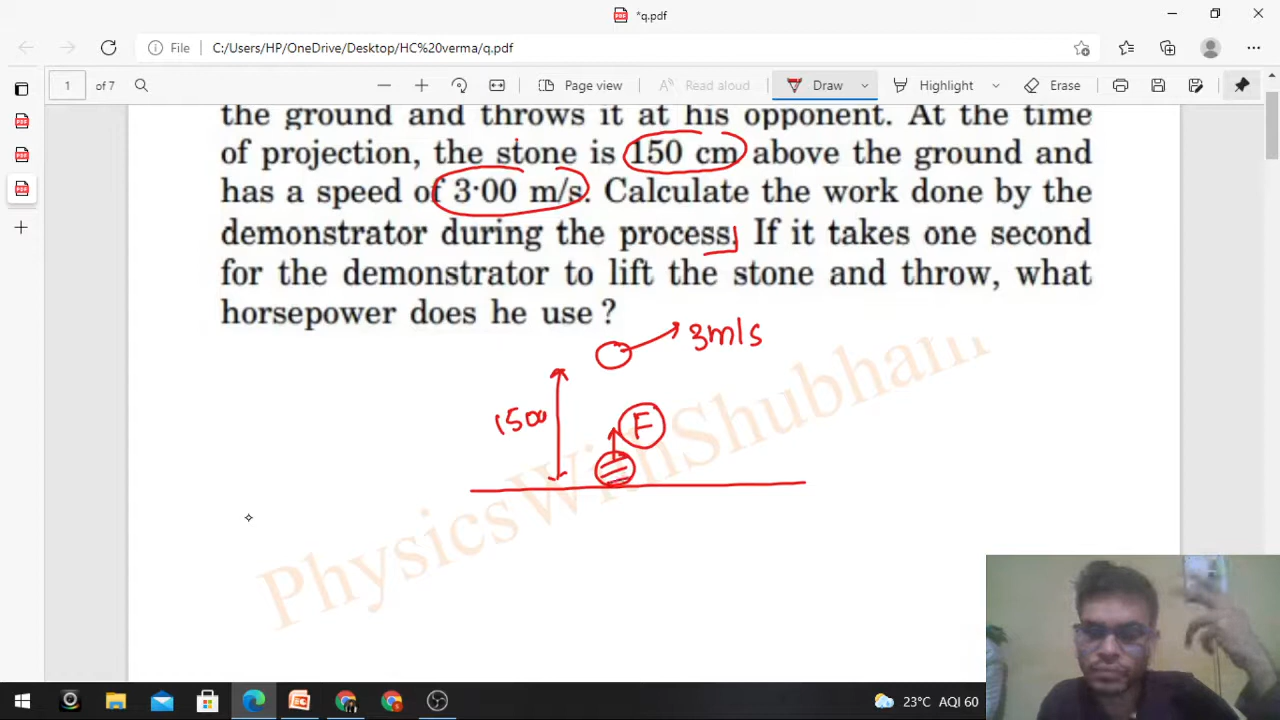 *q.pdf
File C:/Users/HP/OneDrive/Desktop/HC%20verma/q.pdf
1 of 7 Page view Read aloud Draw Highlight Erase
the ground and throws it at his opponent. At the time
of projection, the stone is 150 cm above the ground and
has a speed of 3·00 m/s. Calculate the work done by the
demonstrator during the process. If it takes one second
for the demonstrator to lift the stone and throw, what
horsepower does he use ?
3m/s
F
PhysicsWithShubham
23°C AQI 60